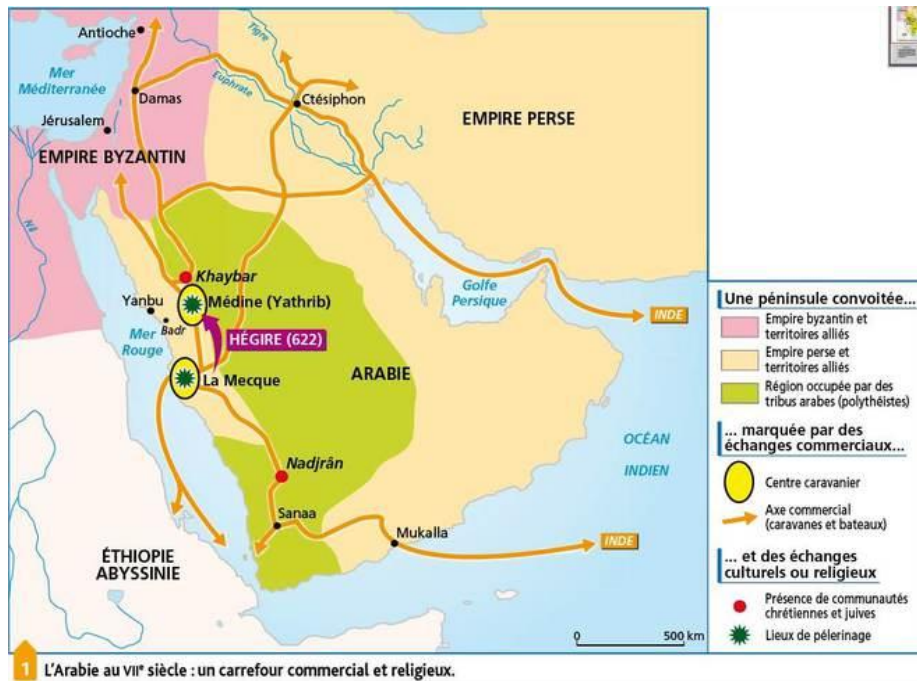 Antioche
Mer
Méditerranée
Damas
Jérusalem
EMPIRE BYZANTIN
Nil
Tigre
Euphrate
Ctésiphon
EMPIRE PERSE
Khaybar
Médine (Yathrib)
Yanbu
Badr
Mer
Rouge
HÉGIRE (622)
La Mecque
ARABIE
Golfe
Persique
INDE
Nadjrân
Sanaa
Mukalla
INDE
OCÉAN
INDIEN
ÉTHIOPIE
ABYSSINIE
0 500 km
Une péninsule convoitée...
Empire byzantin et
territoires alliés
Empire perse et
territoires alliés
Région occupée par des
tribus arabes (polythéistes)
... marquée par des
échanges commerciaux...
Centre caravanier
Axe commercial
(caravanes et bateaux)
... et des échanges
culturels ou religieux
Présence de communautés
chrétiennes et juives
Lieux de pélerinage
1 L'Arabie au VIIe siècle : un carrefour commercial et religieux.